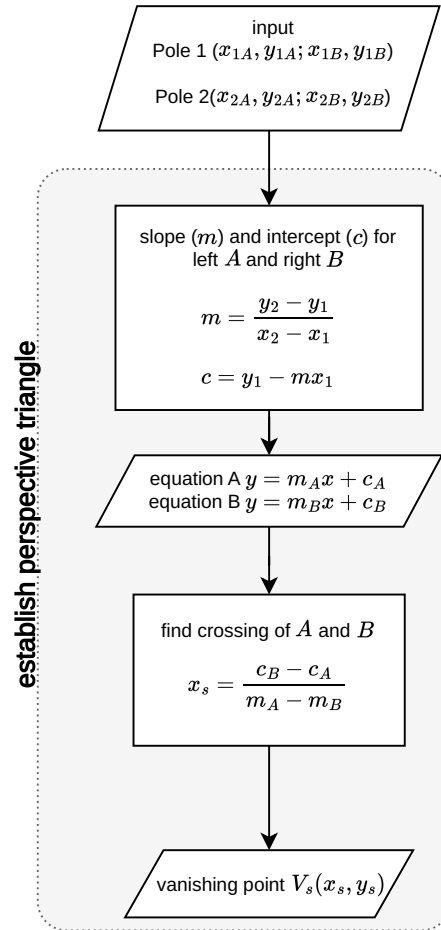 input
Pole 1 (x_{1A}, y_{1A}; x_{1B}, y_{1B})
Pole 2(x_{2A}, y_{2A}; x_{2B}, y_{2B})
establish perspective triangle
slope (m) and intercept (c) for
left A and right B
m = \frac{y_2 - y_1}{x_2 - x_1}
c = y_1 - mx_1
equation A y = m_A x + c_A
equation B y = m_B x + c_B
find crossing of A and B
x_s = \frac{c_B - c_A}{m_A - m_B}
vanishing point V_s(x_s, y_s)